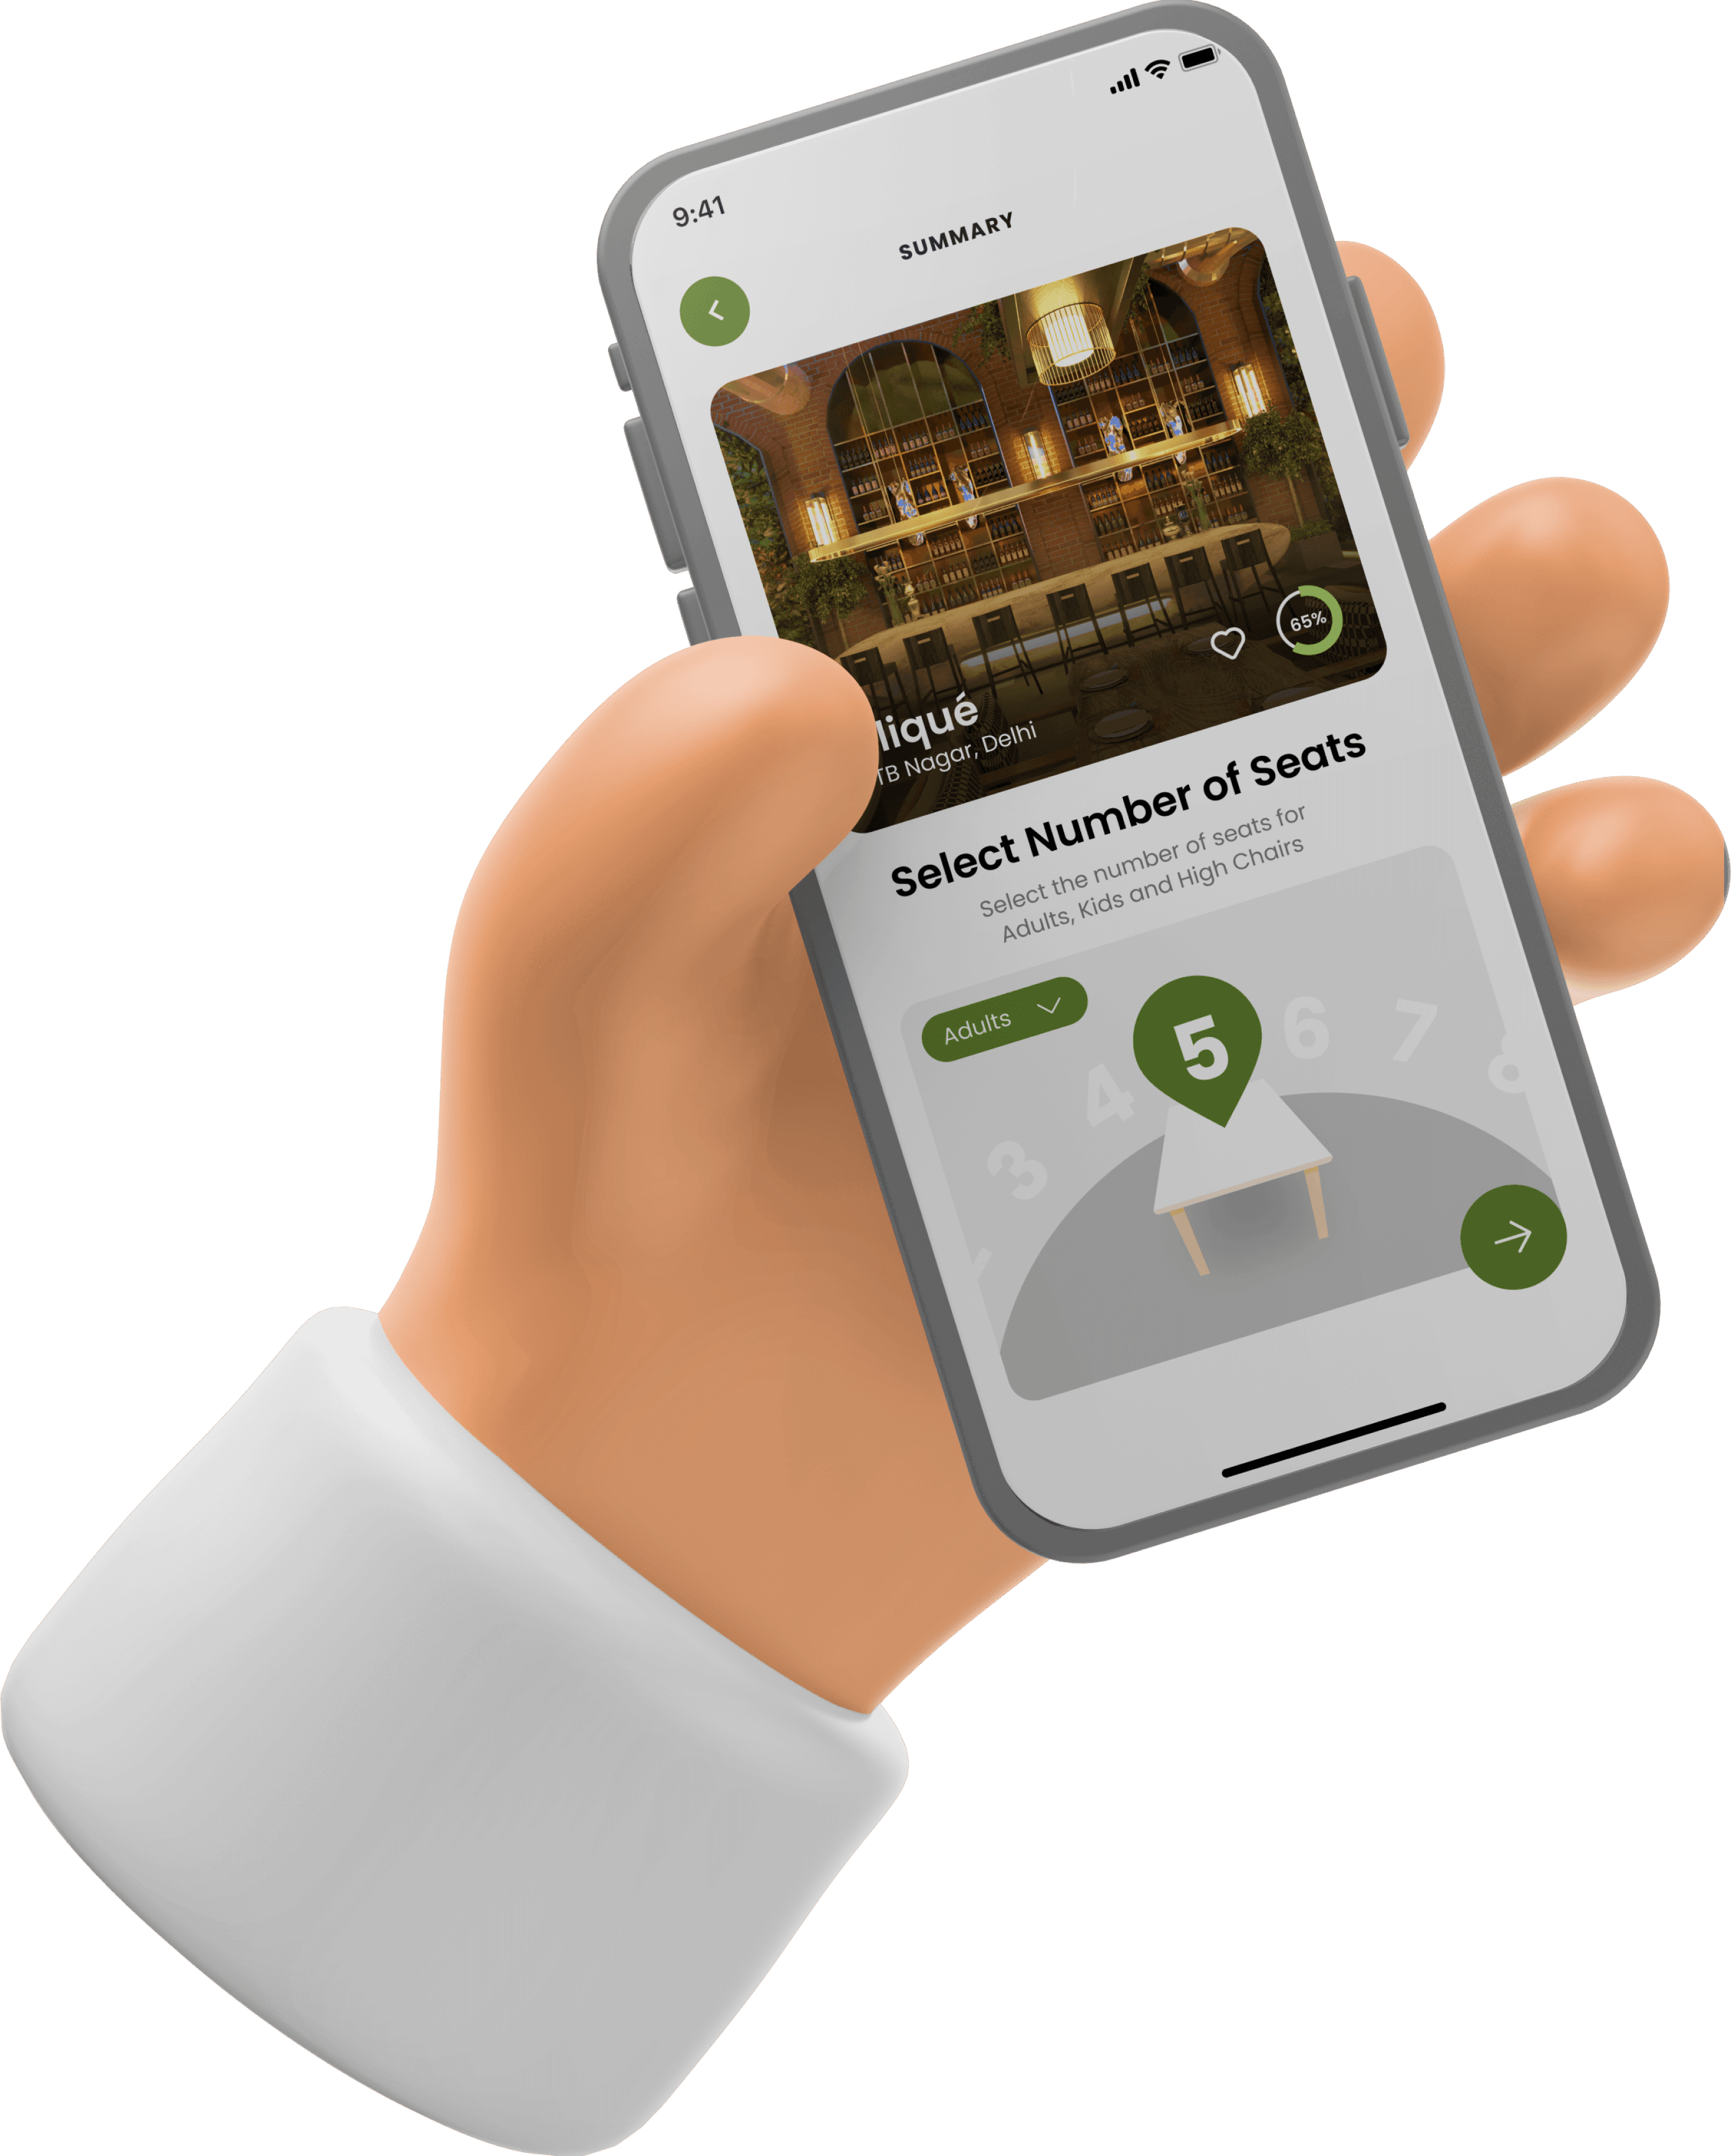 9:41
SUMMARY
65%
liqué
TB Nagar, Delhi
Select Number of Seats
Select the number of seats for
Adults, Kids and High Chairs
Adults
3 4 5 6 7 8